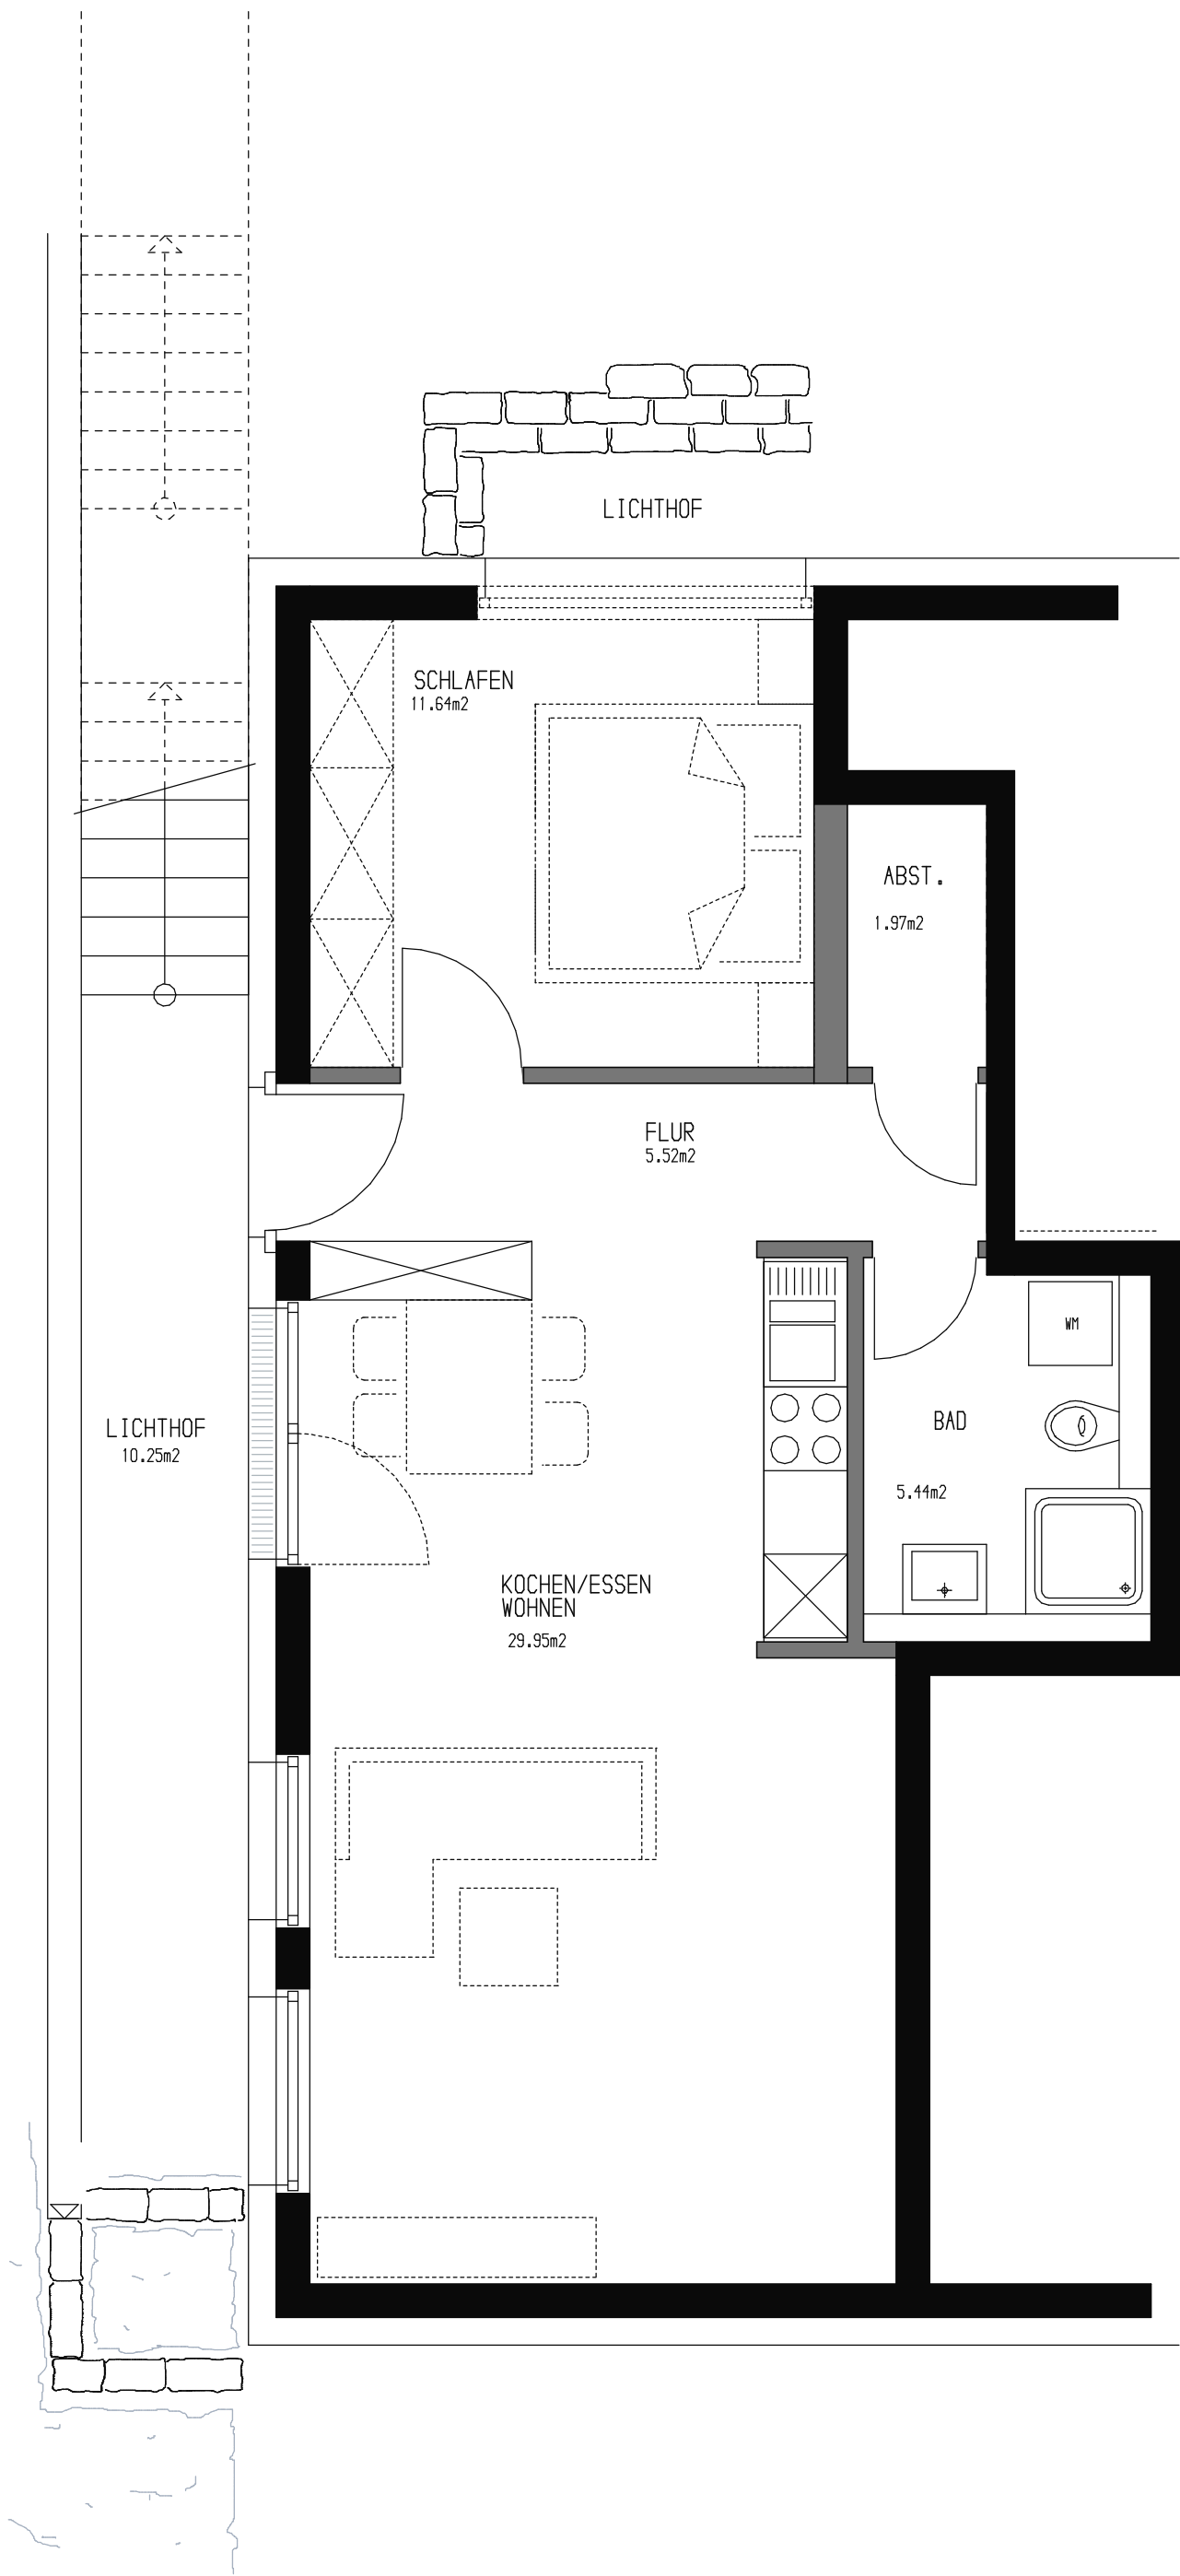 LICHTHOF
SCHLAFEN
11.64m2
ABST.
1.97m2
FLUR
5.52m2
WM
BAD
5.44m2
LICHTHOF
10.25m2
KOCHEN/ESSEN
WOHNEN
29.95m2